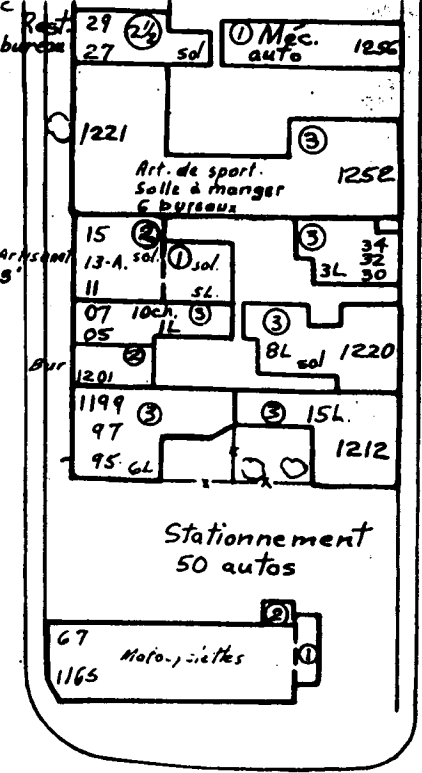 c
Rest. 29 2½ ① Méc.
bureau 27 sol auto 1256
1221 ③
Art. de sport. 1252
Salle à manger
6 bureaux
15 ② ③ 34
Artisanat 13-A. sol. ① sol. 32
3' 11 5L. 3L 30
07 10ch. ③ ③
05 1L 8L sol 1220
Bur ②
1201
1199 ③ ③ 15L.
97 1212
95. 6L
x x
Stationnement
50 autos
②
67
1165 ①